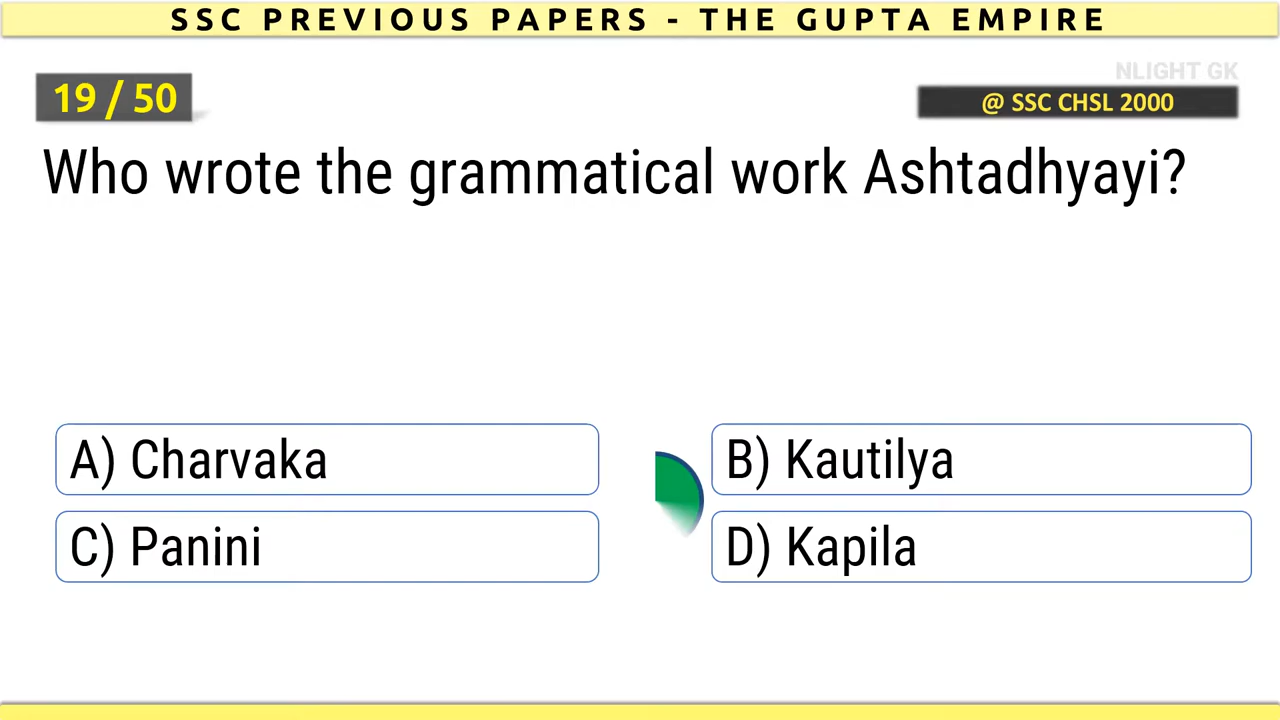 SSC PREVIOUS PAPERS - THE GUPTA EMPIRE
NLIGHT GK
19 / 50
@ SSC CHSL 2000
Who wrote the grammatical work Ashtadhyayi?
A) Charvaka
B) Kautilya
C) Panini
D) Kapila